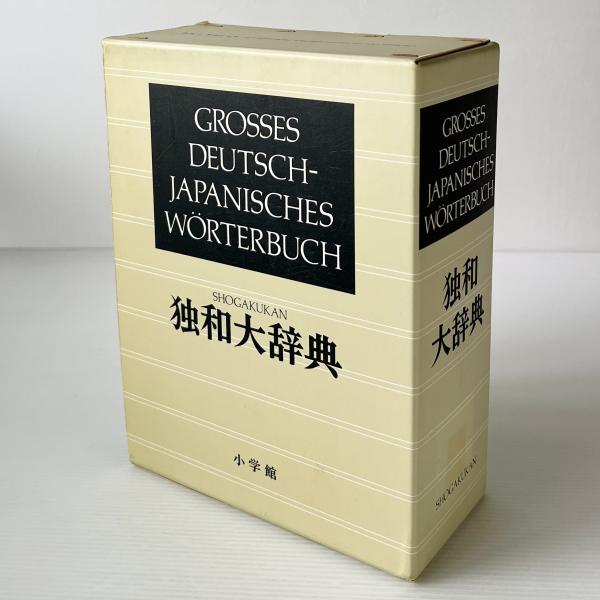 GROSSES
DEUTSCH-
JAPANISCHES
WÖRTERBUCH
SHOGAKUKAN
独和大辞典
小学館
GROSSES
DEUTSCH-
JAPANISCHES
WÖRTERBUCH
独和
大辞典
SHOGAKUKAN